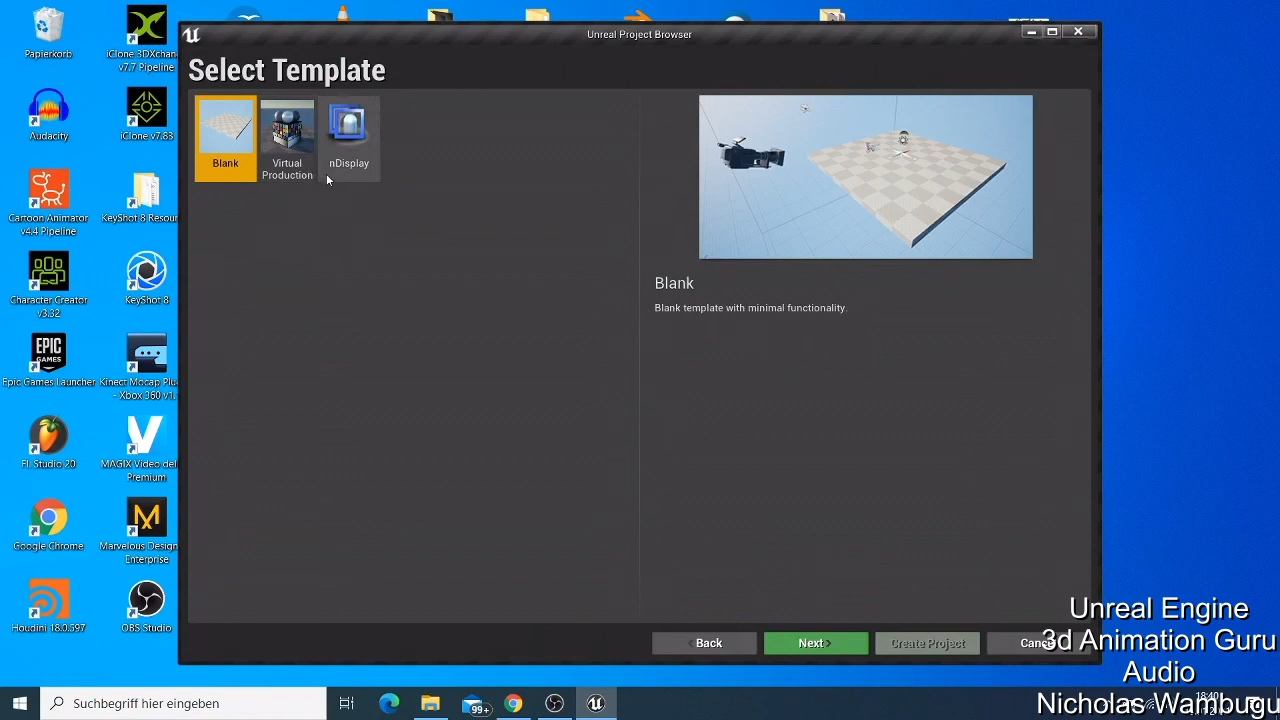 Unreal Project Browser
Select Template
Blank
Virtual
Production
nDisplay
Blank
Blank template with minimal functionality.
Back
Next
Create Project
Papierkorb
iClone 3DXchan
v7.7 Pipeline
Audacity
iClone v7.83
Cartoon Animator
v4.4 Pipeline
KeyShot 8 Resour
Character Creator
v3.32
KeyShot 8
EPIC
GAMES
Epic Games Launcher
Kinect Mocap Plu
- Xbox 360 v1.
FL Studio 20
MAGIX Video del
Premium
Google Chrome
Marvelous Design
Enterprise
Houdini 18.0.597
OBS Studio
Unreal Engine
3d Animation Guru
Audio
Nicholas Wambugu
Suchbegriff hier eingeben
99+
18:40